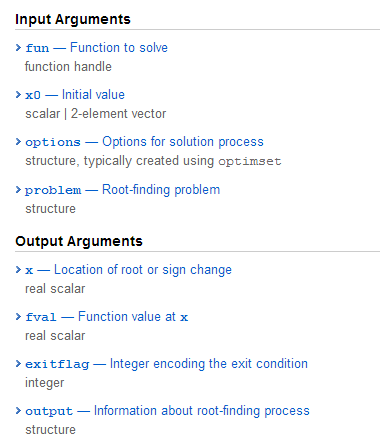 Input Arguments
fun — Function to solve
function handle
x0 — Initial value
scalar | 2-element vector
options — Options for solution process
structure, typically created using optimset
problem — Root-finding problem
structure
Output Arguments
x — Location of root or sign change
real scalar
fval — Function value at x
real scalar
exitflag — Integer encoding the exit condition
integer
output — Information about root-finding process
structure